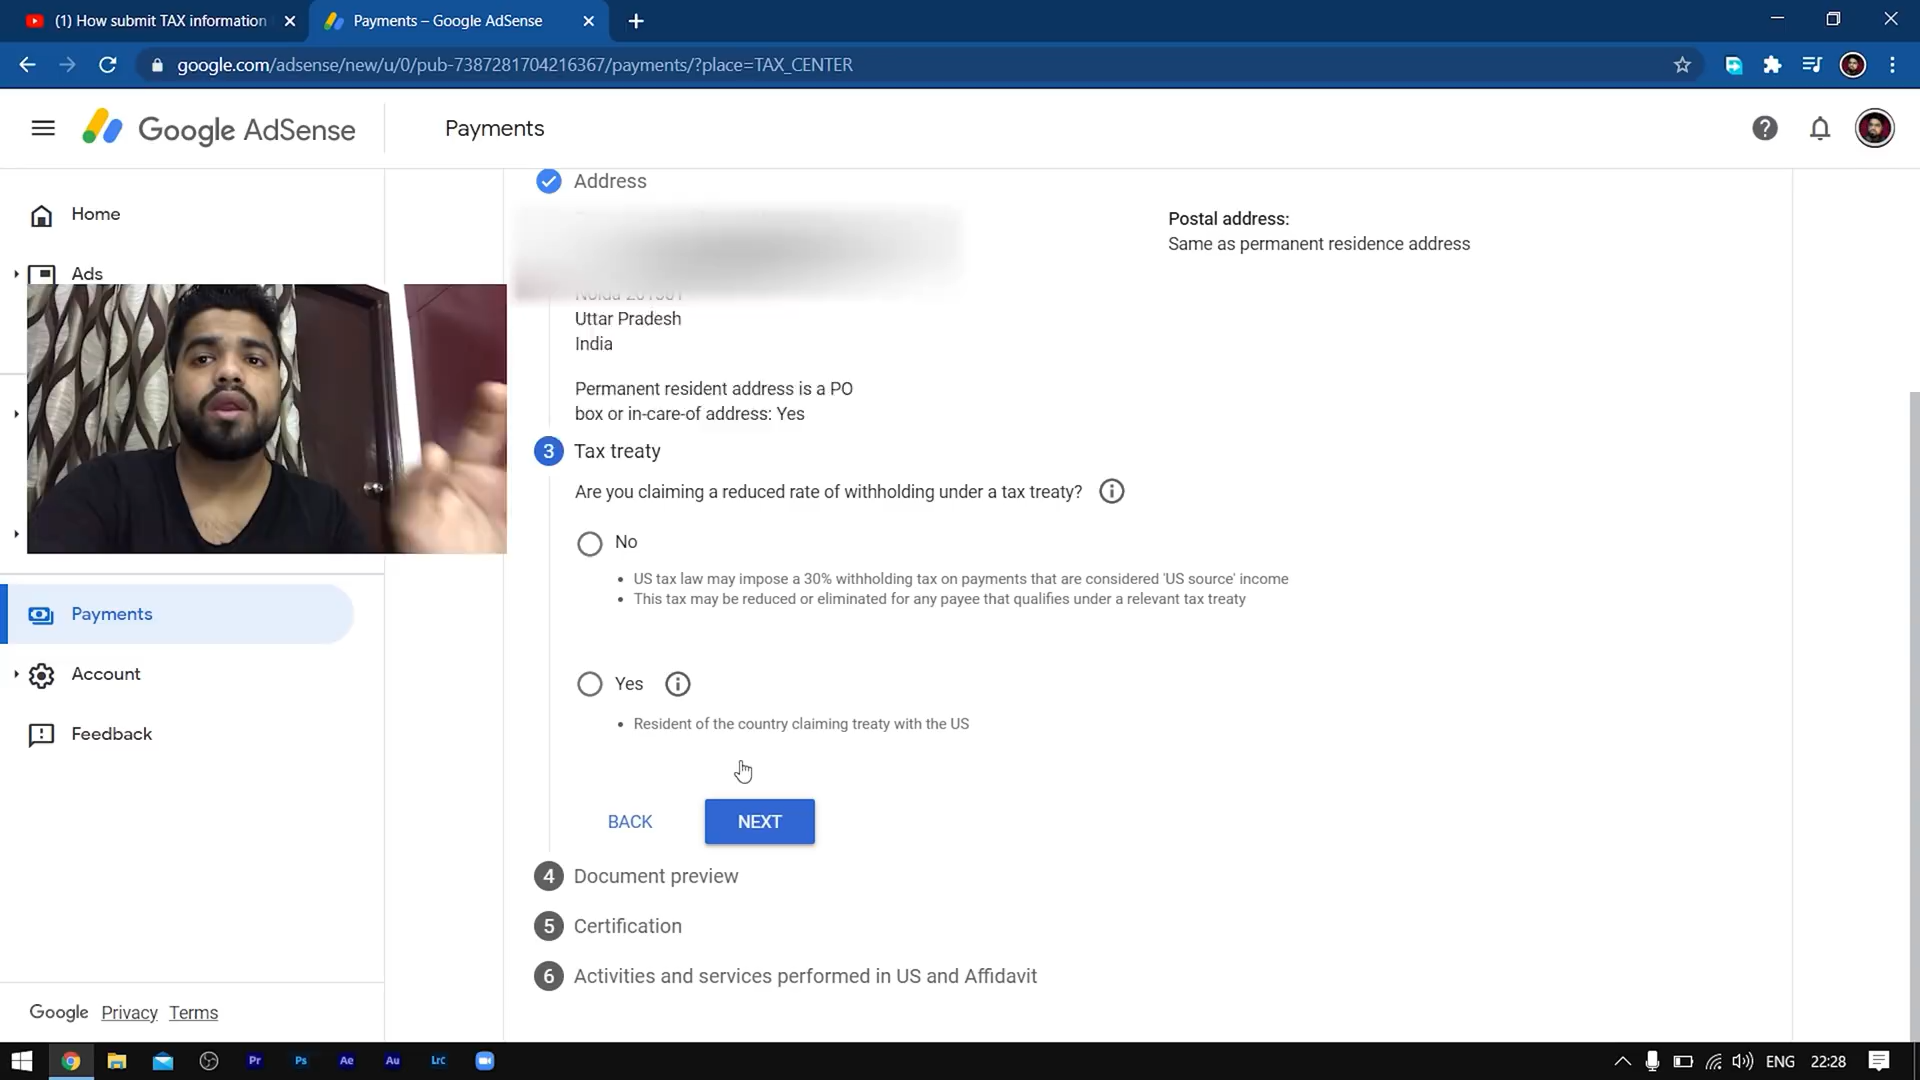 (1) How submit TAX information
Payments – Google AdSense
google.com/adsense/new/u/0/pub-7387281704216367/payments/?place=TAX_CENTER
Google AdSense
Payments
Home
Ads
Payments
Account
Feedback
Google Privacy Terms
Address
Postal address:
Same as permanent residence address
Uttar Pradesh
India
Permanent resident address is a PO
box or in-care-of address: Yes
3 Tax treaty
Are you claiming a reduced rate of withholding under a tax treaty?
No
• US tax law may impose a 30% withholding tax on payments that are considered 'US source' income
• This tax may be reduced or eliminated for any payee that qualifies under a relevant tax treaty
Yes
• Resident of the country claiming treaty with the US
BACK
NEXT
4 Document preview
5 Certification
6 Activities and services performed in US and Affidavit
Pr
Ps
Ae
Au
Lrc
ENG
22:28